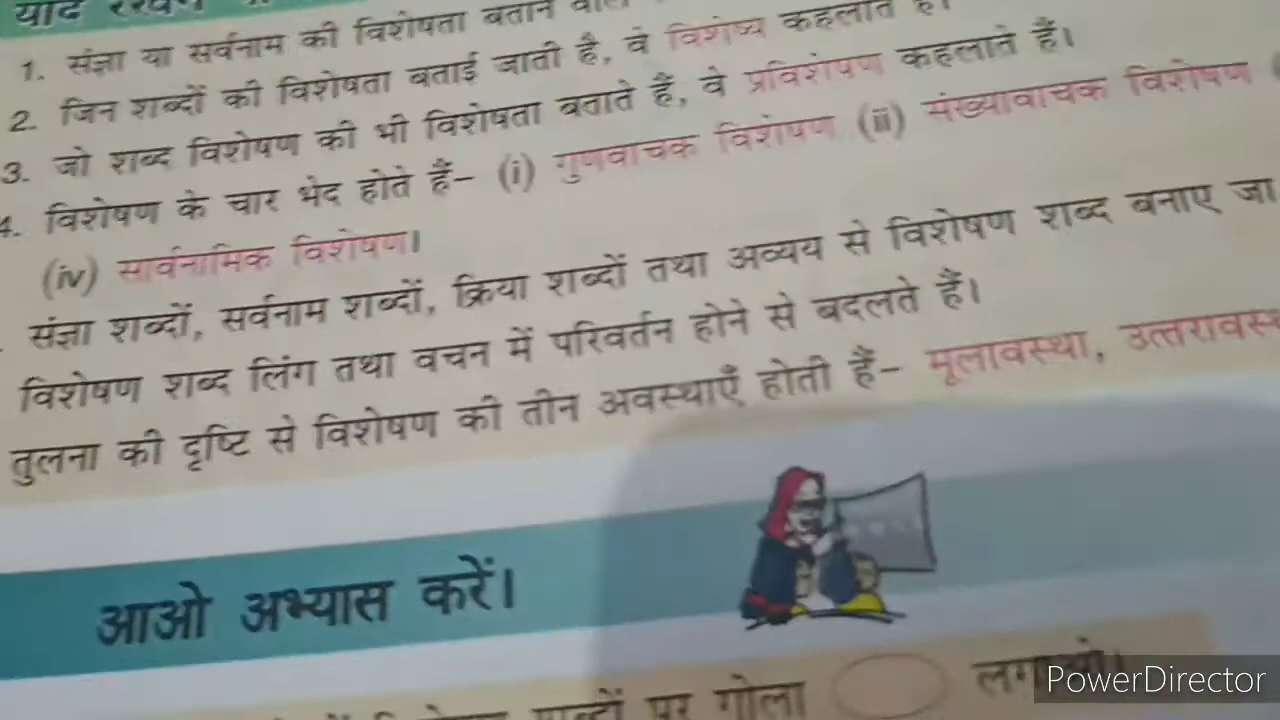 याद रखने
1. संज्ञा या सर्वनाम की विशेषता बताने वाले
2. जिन शब्दों की विशेषता बताई जाती है, वे विशेष्य कहलाते हैं।
3. जो शब्द विशेषण की भी विशेषता बताते हैं, वे प्रविशेषण कहलाते हैं।
4. विशेषण के चार भेद होते हैं– (i) गुणवाचक विशेषण (ii) संख्यावाचक विशेषण
(iv) सार्वनामिक विशेषण।
संज्ञा शब्दों, सर्वनाम शब्दों, क्रिया शब्दों तथा अव्यय से विशेषण शब्द बनाए जा
विशेषण शब्द लिंग तथा वचन में परिवर्तन होने से बदलते हैं।
तुलना की दृष्टि से विशेषण की तीन अवस्थाएँ होती हैं– मूलावस्था,
आओ अभ्यास करें।
शब्दों पर गोला लगाओ।
PowerDirector